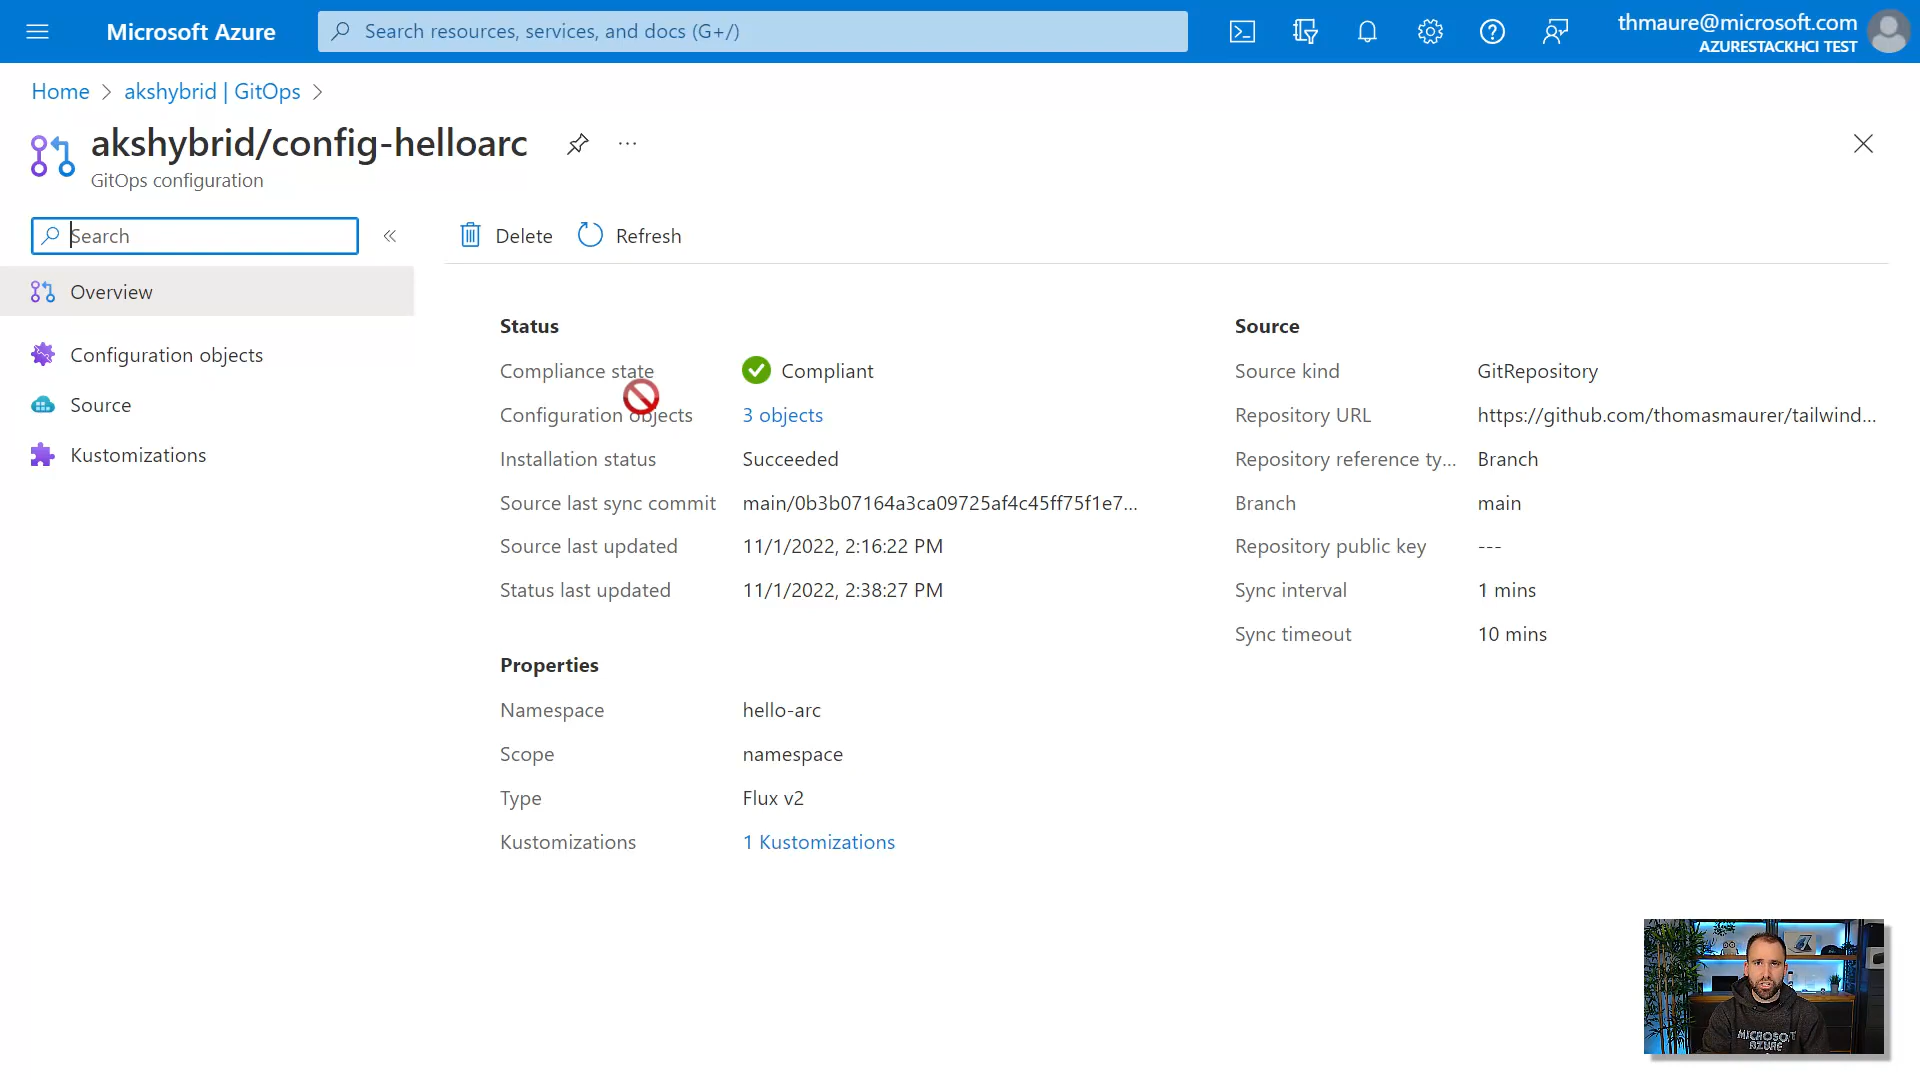 Microsoft Azure
Search resources, services, and docs (G+/)
thmaure@microsoft.com
AZURESTACKHCI TEST
Home > akshybrid | GitOps >
akshybrid/config-helloarc
GitOps configuration
Search
«
Delete
Refresh
Overview
Configuration objects
Source
Kustomizations
Status
Compliance state Compliant
Configuration objects 3 objects
Installation status Succeeded
Source last sync commit main/0b3b07164a3ca09725af4c45ff75f1e7...
Source last updated 11/1/2022, 2:16:22 PM
Status last updated 11/1/2022, 2:38:27 PM
Properties
Namespace hello-arc
Scope namespace
Type Flux v2
Kustomizations 1 Kustomizations
Source
Source kind GitRepository
Repository URL https://github.com/thomasmaurer/tailwind...
Repository reference ty... Branch
Branch main
Repository public key ---
Sync interval 1 mins
Sync timeout 10 mins
MICROSOFT
AZURE